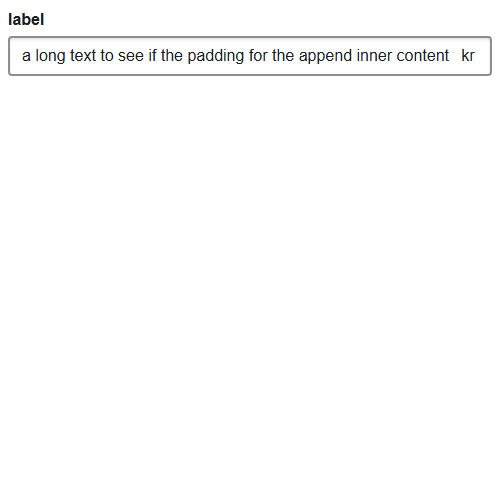 label
a long text to see if the padding for the append inner content kr